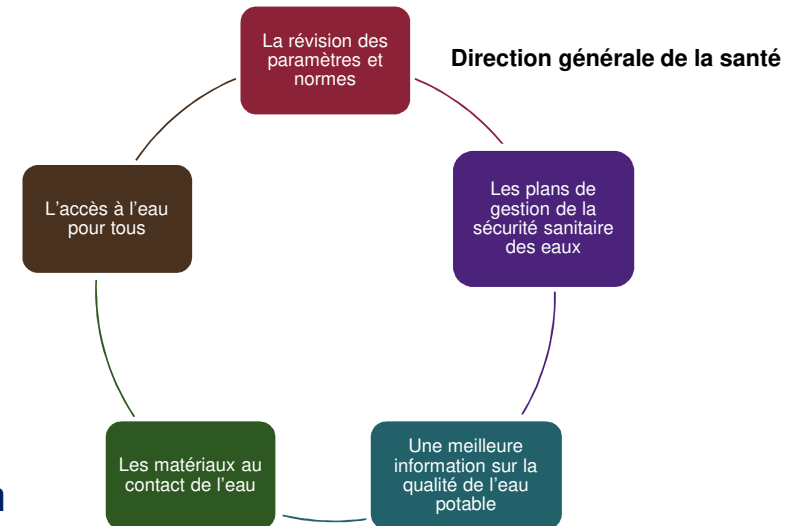 La révision des
paramètres et
normes
Direction générale de la santé
Les plans de
gestion de la
sécurité sanitaire
des eaux
L'accès à l'eau
pour tous
Une meilleure
information sur la
qualité de l'eau
potable
Les matériaux au
contact de l'eau